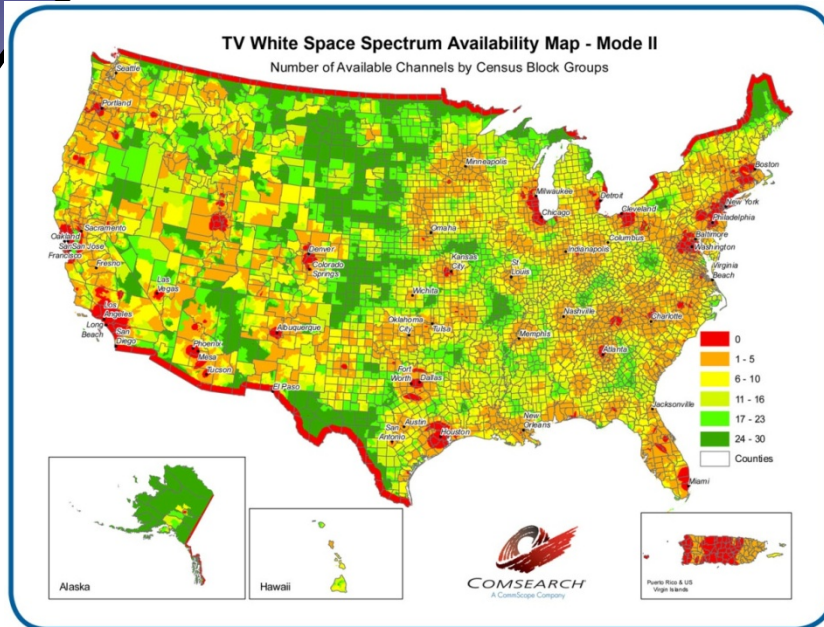 TV White Space Spectrum Availability Map - Mode II
Number of Available Channels by Census Block Groups
Seattle
Portland
Minneapolis
Boston
Milwaukee
Detroit
New York
Chicago
Cleveland
Philadelphia
Sacramento
Oakland
San Jose
San
Francisco
Omaha
Columbus
Baltimore
Washington
Indianapolis
Denver
Colorado
Springs
Kansas
City
St.
Louis
Virginia
Beach
Fresno
Las
Vegas
Wichita
Los
Angeles
Long
Beach
San
Diego
Albuquerque
Oklahoma
City
Tulsa
Nashville
Charlotte
Memphis
Phoenix
Mesa
Tucson
Atlanta
El Paso
Fort
Worth
Dallas
Jacksonville
Austin
San
Antonio
Houston
New
Orleans
Miami
0
1 - 5
6 - 10
11 - 16
17 - 23
24 - 30
Counties
Alaska
Hawaii
COMSEARCH
A CommScope Company
Puerto Rico & US
Virgin Islands